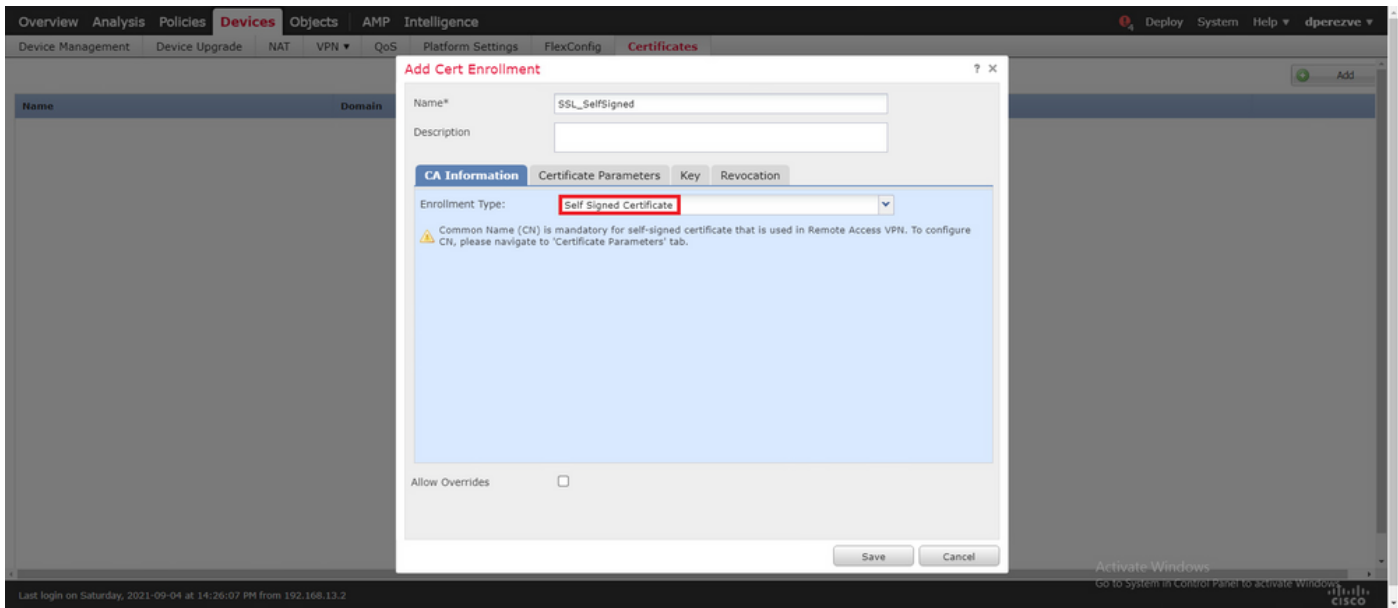 Overview Analysis Policies Devices Objects AMP Intelligence Deploy System Help ▾ dperezve ▾
Device Management Device Upgrade NAT VPN ▾ QoS Platform Settings FlexConfig Certificates
Add Cert Enrollment ? ×
Add
Name Domain
Name* SSL_SelfSigned
Description
CA Information Certificate Parameters Key Revocation
Enrollment Type: Self Signed Certificate
Common Name (CN) is mandatory for self-signed certificate that is used in Remote Access VPN. To configure
CN, please navigate to 'Certificate Parameters' tab.
Allow Overrides
Save Cancel
Activate Windows
Go to System in Control Panel to activate Windows.
Last login on Saturday, 2021-09-04 at 14:26:07 PM from 192.168.13.2
CISCO